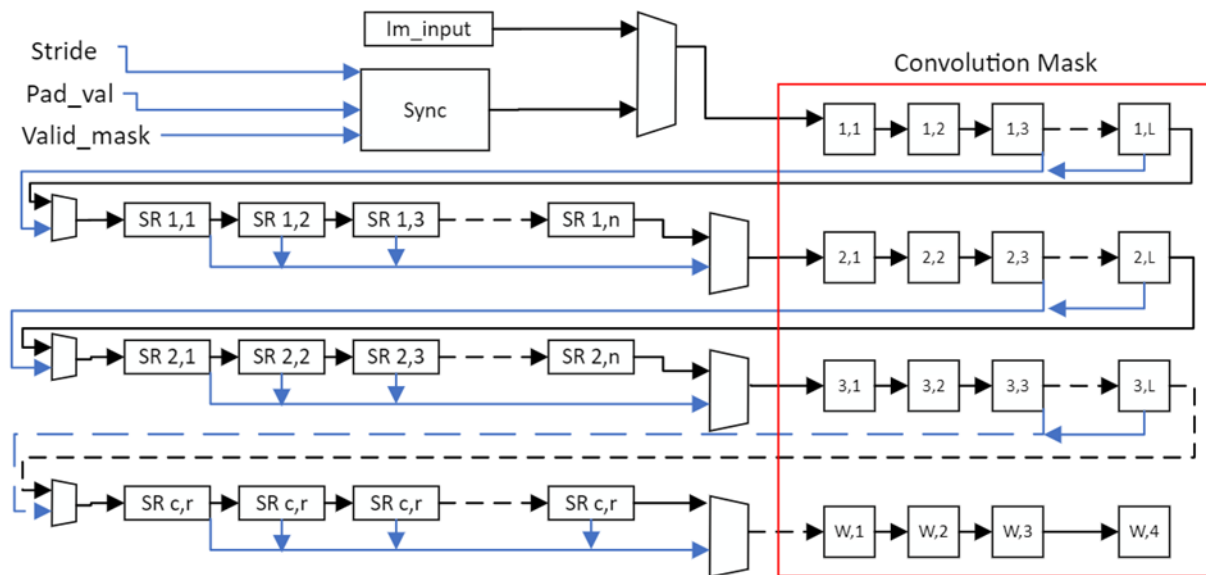 Im_input
Stride
Pad_val
Valid_mask
Sync
Convolution Mask
1,1 1,2 1,3 1,L
SR 1,1 SR 1,2 SR 1,3 SR 1,n
2,1 2,2 2,3 2,L
SR 2,1 SR 2,2 SR 2,3 SR 2,n
3,1 3,2 3,3 3,L
SR c,r SR c,r SR c,r SR c,r
W,1 W,2 W,3 W,4